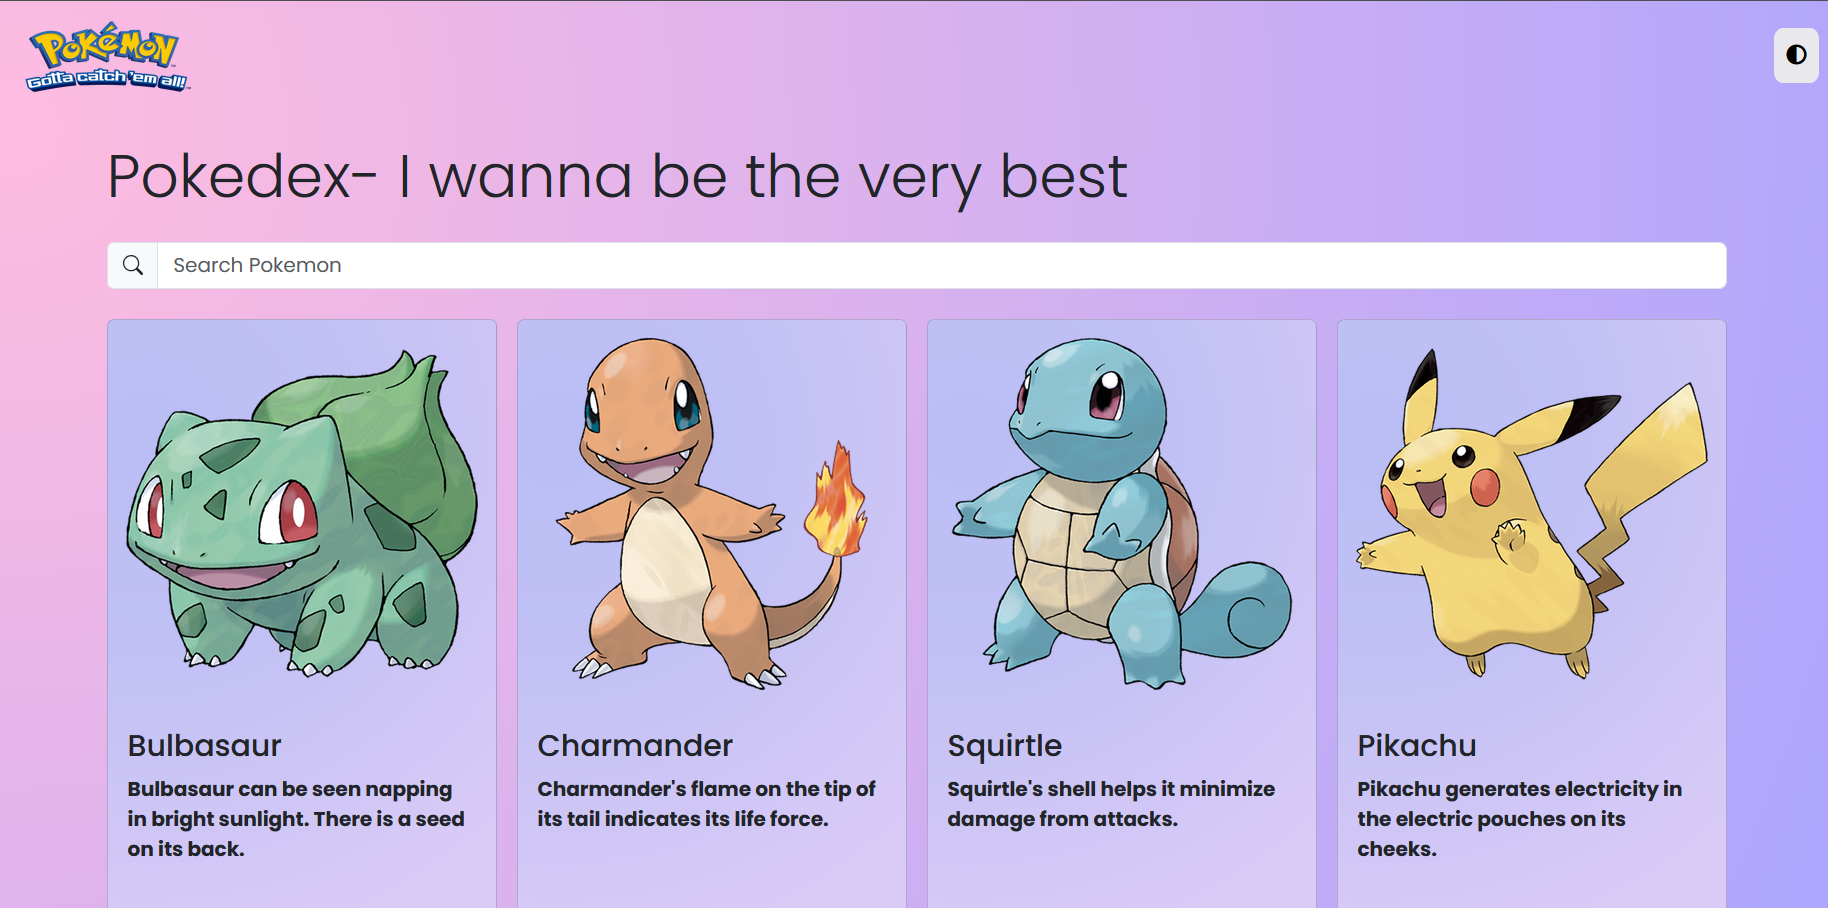 POKéMON
Gotta catch 'em all!
Pokedex- I wanna be the very best
Search Pokemon
Bulbasaur
Bulbasaur can be seen napping
in bright sunlight. There is a seed
on its back.
Charmander
Charmander's flame on the tip of
its tail indicates its life force.
Squirtle
Squirtle's shell helps it minimize
damage from attacks.
Pikachu
Pikachu generates electricity in
the electric pouches on its
cheeks.